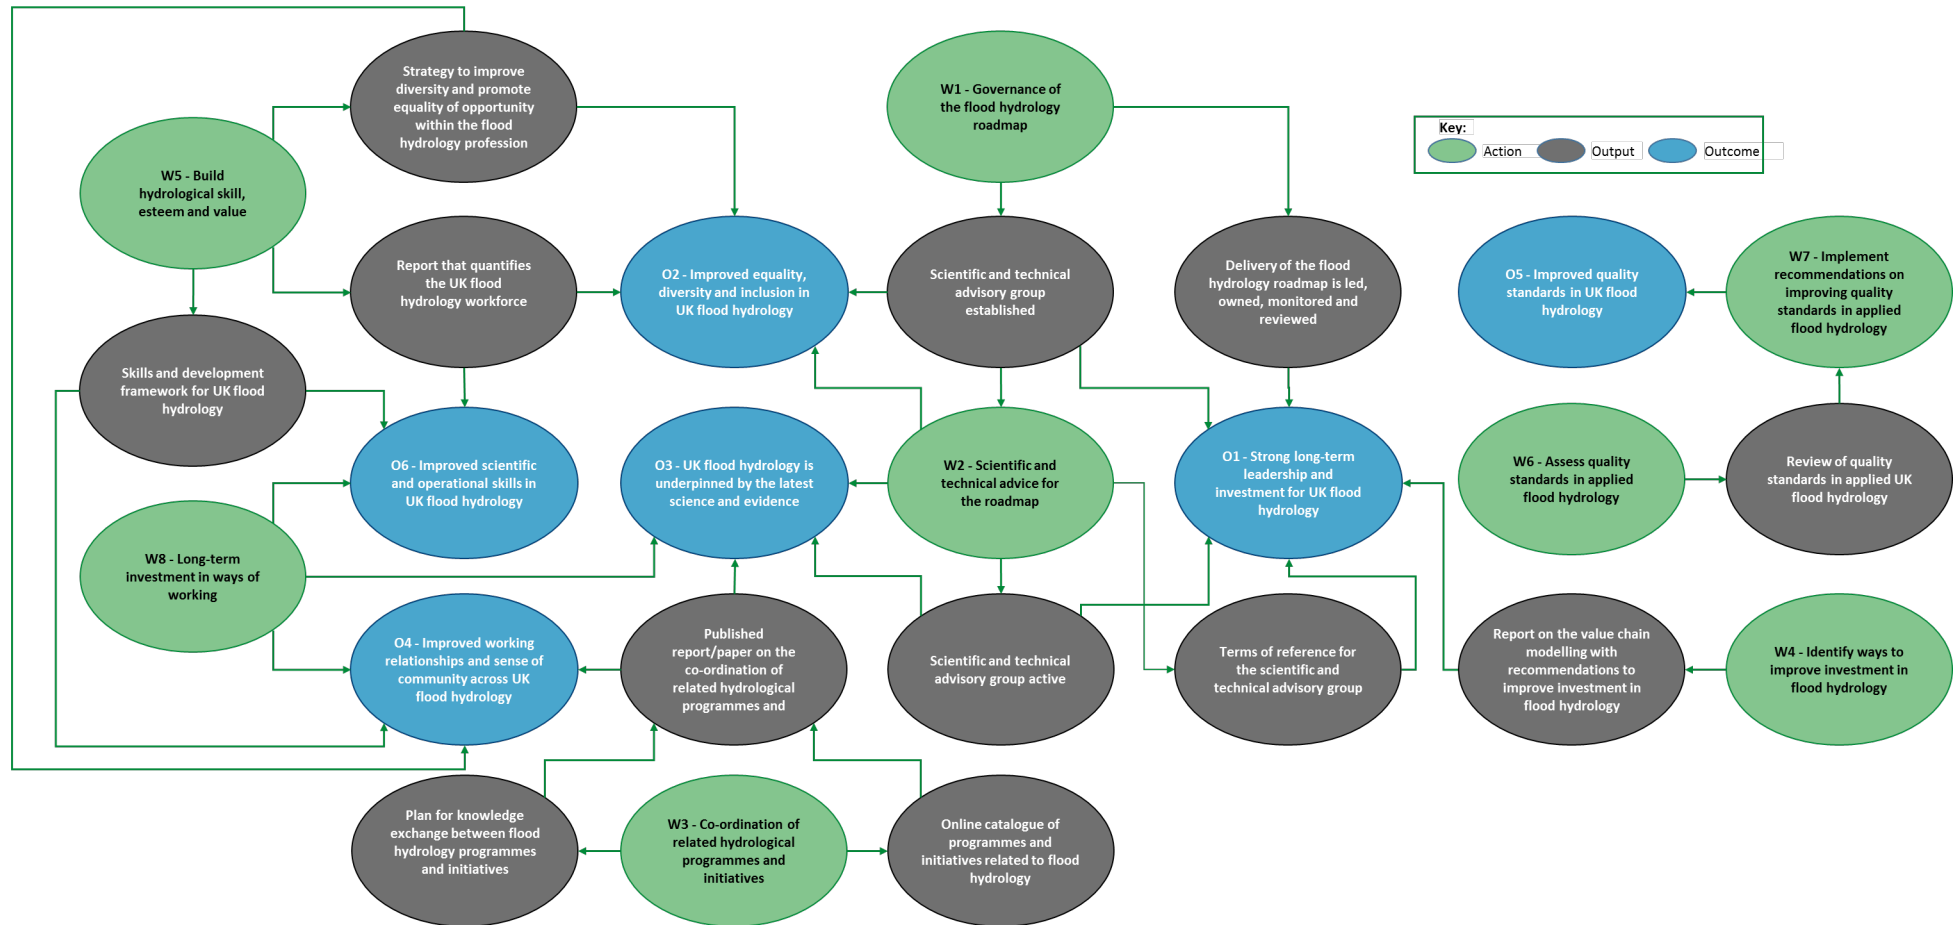 Strategy to improve
diversity and promote
equality of opportunity
within the flood
hydrology profession
W1 - Governance of
the flood hydrology
roadmap
Key:
Action
Output
Outcome
W5 - Build
hydrological skill,
esteem and value
Report that quantifies
the UK flood
hydrology workforce
O2 - Improved equality,
diversity and inclusion in
UK flood hydrology
Scientific and technical
advisory group
established
Delivery of the flood
hydrology roadmap is led,
owned, monitored and
reviewed
O5 - Improved quality
standards in UK flood
hydrology
W7 - Implement
recommendations on
improving quality
standards in applied
flood hydrology
Skills and development
framework for UK flood
hydrology
O6 - Improved scientific
and operational skills in
UK flood hydrology
O3 - UK flood hydrology is
underpinned by the latest
science and evidence
W2 - Scientific and
technical advice for
the roadmap
O1 - Strong long-term
leadership and
investment for UK flood
hydrology
W6 - Assess quality
standards in applied
flood hydrology
Review of quality
standards in applied UK
flood hydrology
W8 - Long-term
investment in ways of
working
O4 - Improved working
relationships and sense of
community across UK
flood hydrology
Published
report/paper on the
co-ordination of
related hydrological
programmes and
Scientific and technical
advisory group active
Terms of reference for
the scientific and
technical advisory group
Report on the value chain
modelling with
recommendations to
improve investment in
flood hydrology
W4 - Identify ways to
improve investment in
flood hydrology
Plan for knowledge
exchange between flood
hydrology programmes
and initiatives
W3 - Co-ordination of
related hydrological
programmes and
initiatives
Online catalogue of
programmes and
initiatives related to flood
hydrology